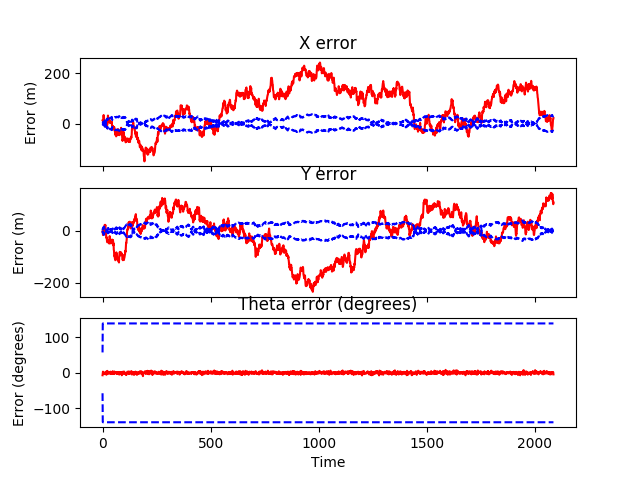 X error
Error (m)
200
0
Y error
Error (m)
0
−200
Theta error (degrees)
Error (degrees)
100
0
−100
0 500 1000 1500 2000
Time